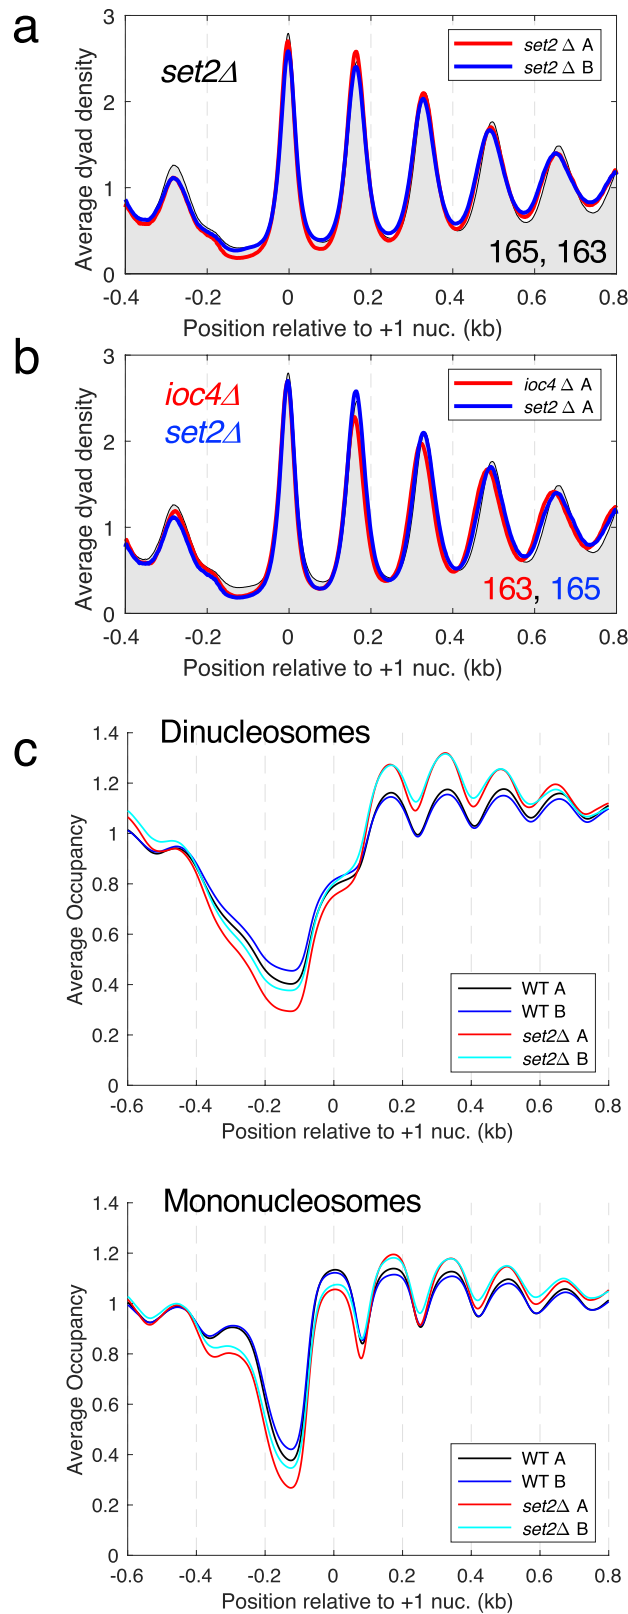 a
set2Δ
set2 Δ A
set2 Δ B
Average dyad density
3
2
1
0
165, 163
-0.4 -0.2 0 0.2 0.4 0.6 0.8
Position relative to +1 nuc. (kb)
b
ioc4Δ
set2Δ
ioc4 Δ A
set2 Δ A
Average dyad density
3
2
1
0
163, 165
-0.4 -0.2 0 0.2 0.4 0.6 0.8
Position relative to +1 nuc. (kb)
c
Dinucleosomes
Average Occupancy
1.4
1.2
1
0.8
0.6
0.4
0.2
0
WT A
WT B
set2Δ A
set2Δ B
-0.6 -0.4 -0.2 0 0.2 0.4 0.6 0.8
Position relative to +1 nuc. (kb)
Mononucleosomes
Average Occupancy
1.4
1.2
1
0.8
0.6
0.4
0.2
0
WT A
WT B
set2Δ A
set2Δ B
-0.6 -0.4 -0.2 0 0.2 0.4 0.6 0.8
Position relative to +1 nuc. (kb)